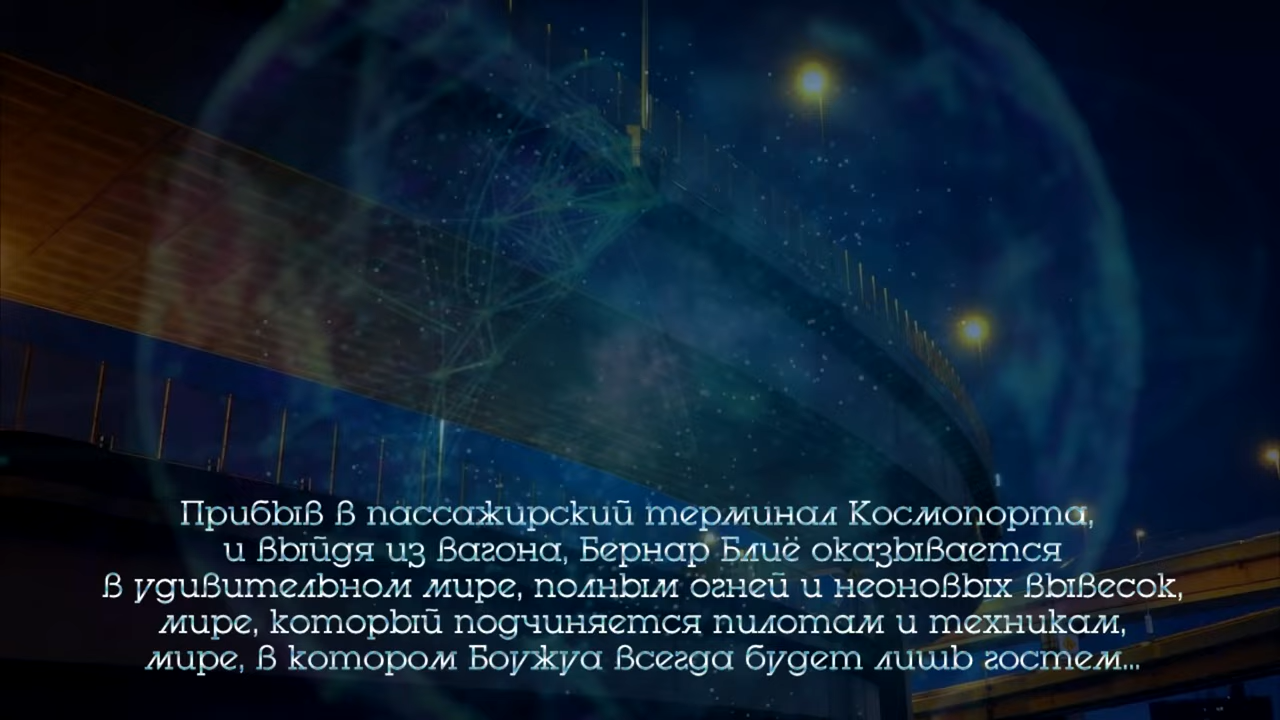 Прибыв в пассажирский терминал Космопорта,
и выйдя из вагона, Бернар Блиё оказывается
в удивительном мире, полным огней и неоновых вывесок,
мире, который подчиняется пилотам и техникам,
мире, в котором Боужуа всегда будет лишь гостем...